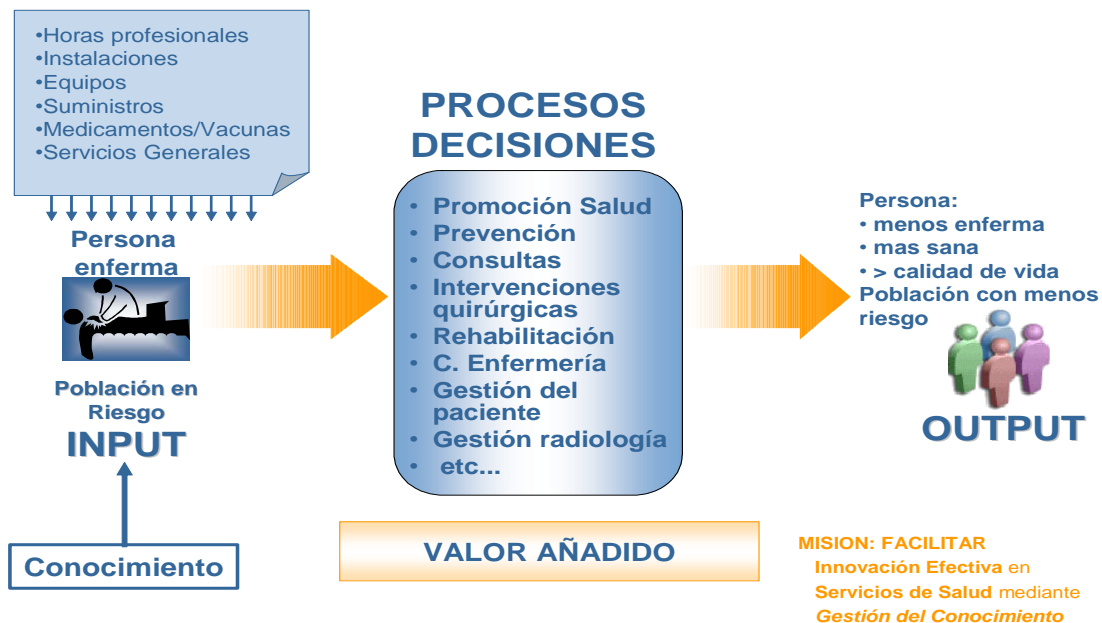 •Horas profesionales
•Instalaciones
•Equipos
•Suministros
•Medicamentos/Vacunas
•Servicios Generales
Persona
enferma
Población en
Riesgo
INPUT
Conocimiento
PROCESOS
DECISIONES
• Promoción Salud
• Prevención
• Consultas
• Intervenciones
quirúrgicas
• Rehabilitación
• C. Enfermería
• Gestión del
paciente
• Gestión radiología
• etc...
VALOR AÑADIDO
Persona:
• menos enferma
• mas sana
• > calidad de vida
Población con menos
riesgo
OUTPUT
MISION: FACILITAR
Innovación Efectiva en
Servicios de Salud mediante
Gestión del Conocimiento